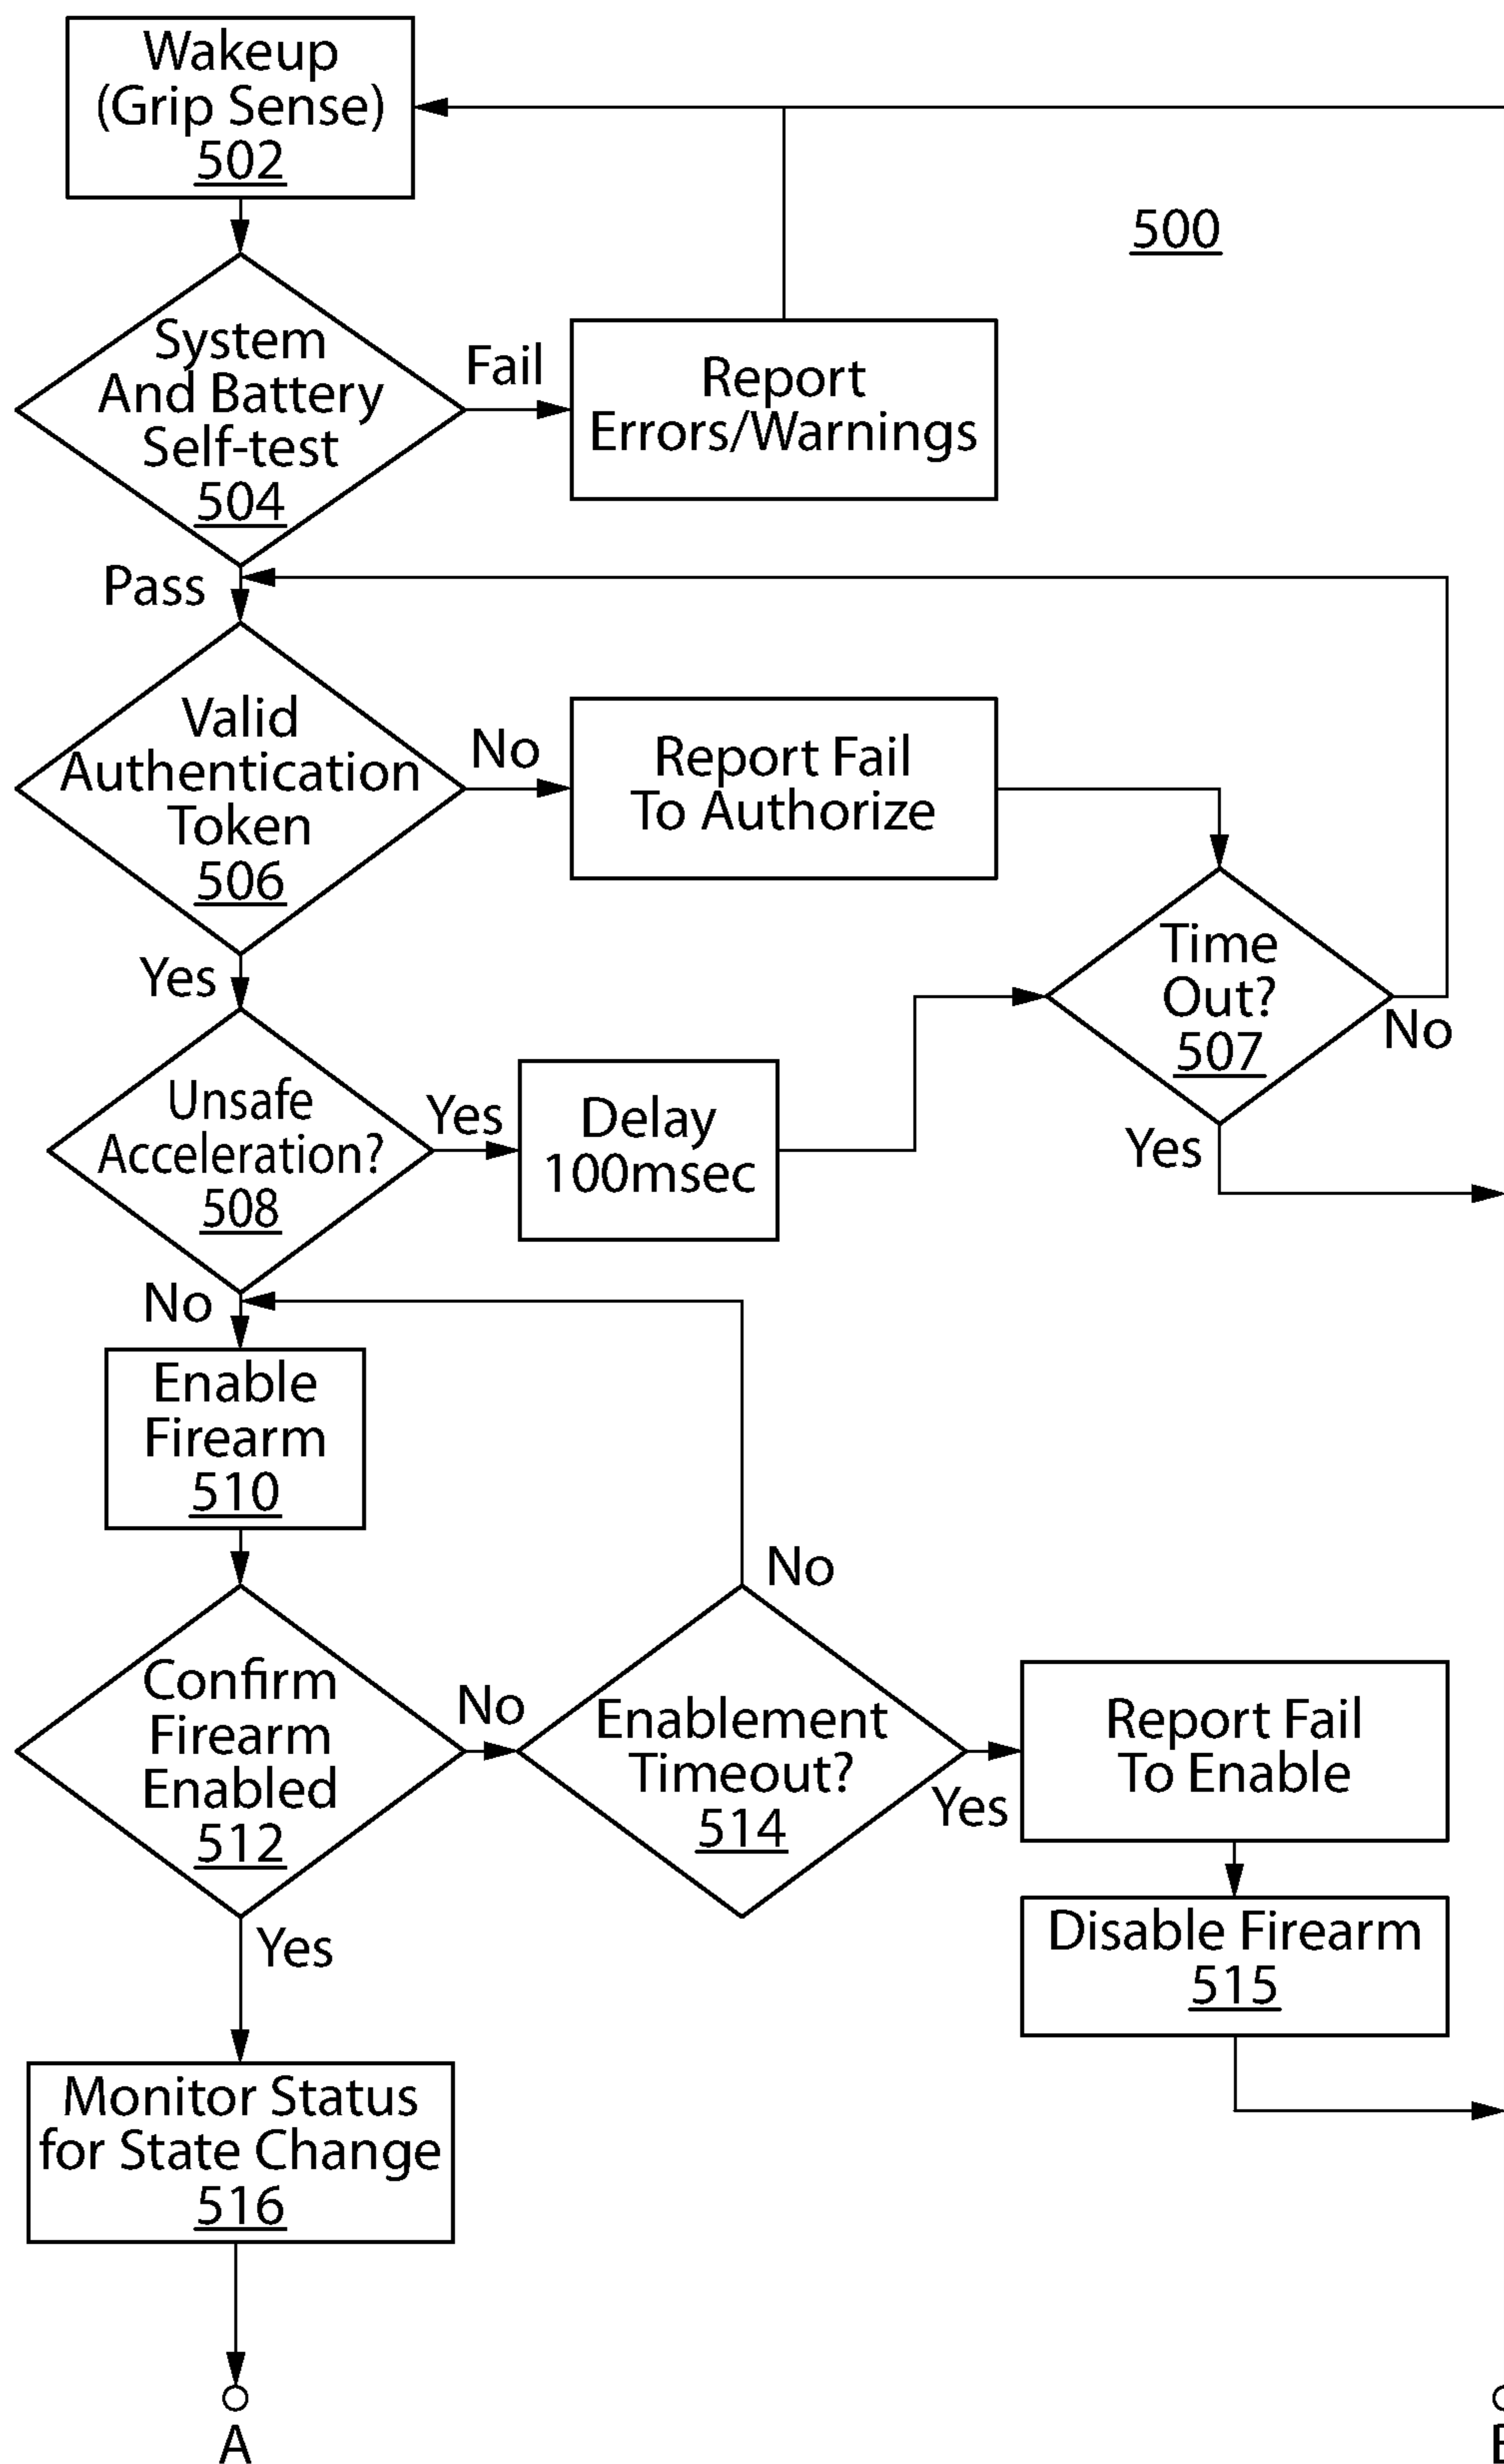 Wakeup
(Grip Sense)
502
500
System
And Battery
Self-test
504
Fail
Report
Errors/Warnings
Pass
Valid
Authentication
Token
506
No
Report Fail
To Authorize
Time
Out?
507
No
Yes
Yes
Unsafe
Acceleration?
508
Yes
Delay
100msec
No
Enable
Firearm
510
No
Confirm
Firearm
Enabled
512
No
Enablement
Timeout?
514
Yes
Report Fail
To Enable
Disable Firearm
515
Yes
Monitor Status
for State Change
516
A